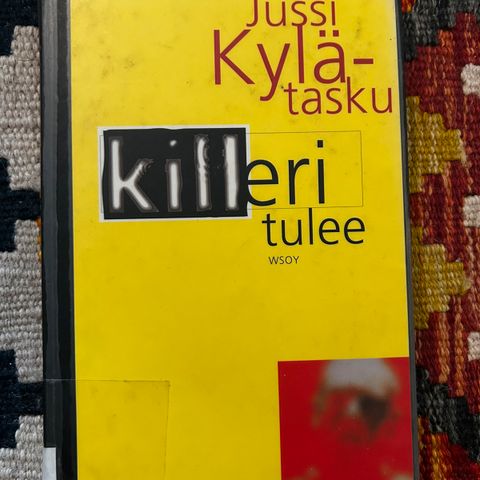 Jussi
Kylä-
tasku
killeri
tulee
WSOY